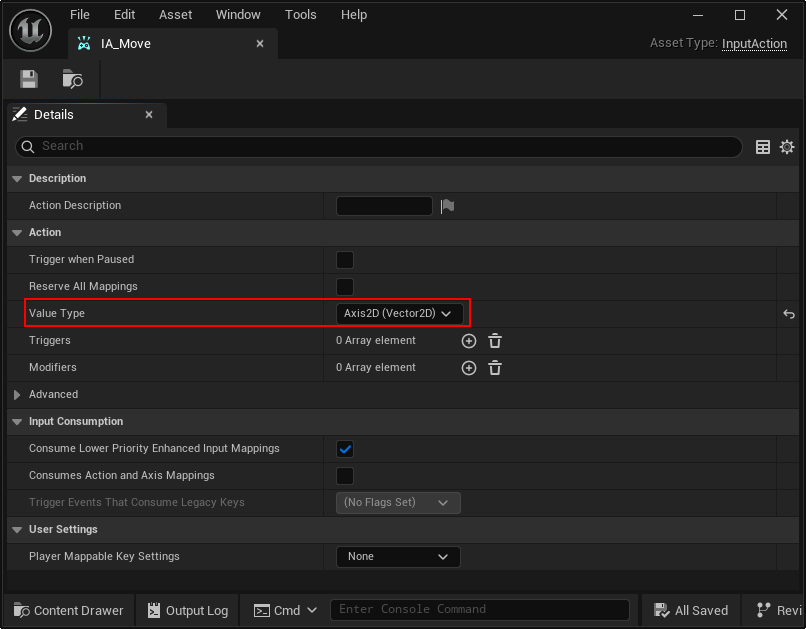 File Edit Asset Window Tools Help
IA_Move
Asset Type: InputAction
Details
Search
Description
Action Description
Action
Trigger when Paused
Reserve All Mappings
Value Type Axis2D (Vector2D)
Triggers 0 Array element
Modifiers 0 Array element
Advanced
Input Consumption
Consume Lower Priority Enhanced Input Mappings
Consumes Action and Axis Mappings
Trigger Events That Consume Legacy Keys (No Flags Set)
User Settings
Player Mappable Key Settings None
Content Drawer Output Log Cmd Enter Console Command All Saved Revi